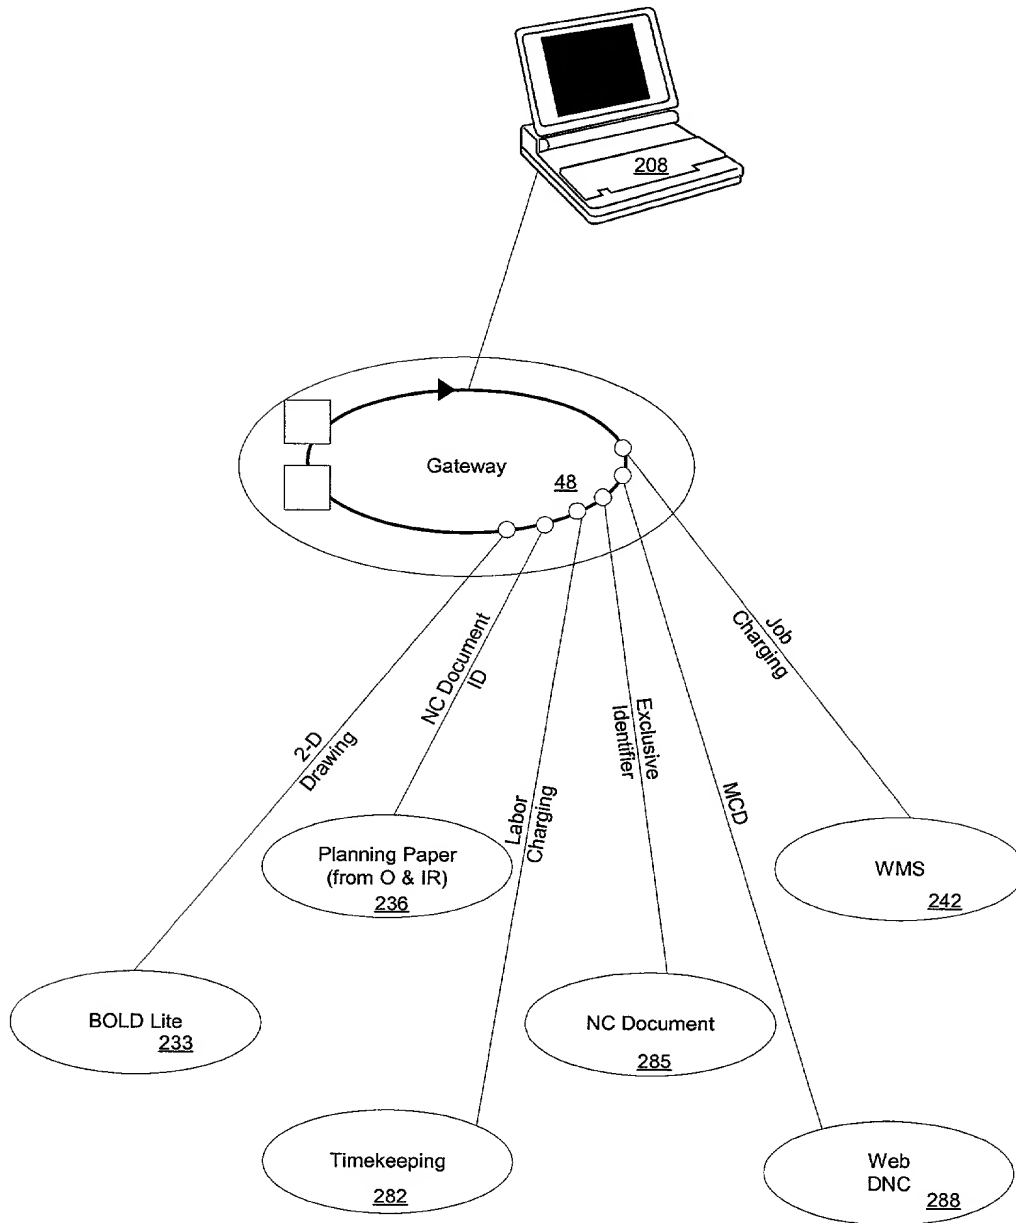 208
Gateway
48
Job
Charging
NC Document
ID
Exclusive
Identifier
2-D
Drawing
MCD
Labor
Charging
Planning Paper
(from O & IR)
236
WMS
242
BOLD Lite
233
NC Document
285
Timekeeping
282
Web
DNC
288